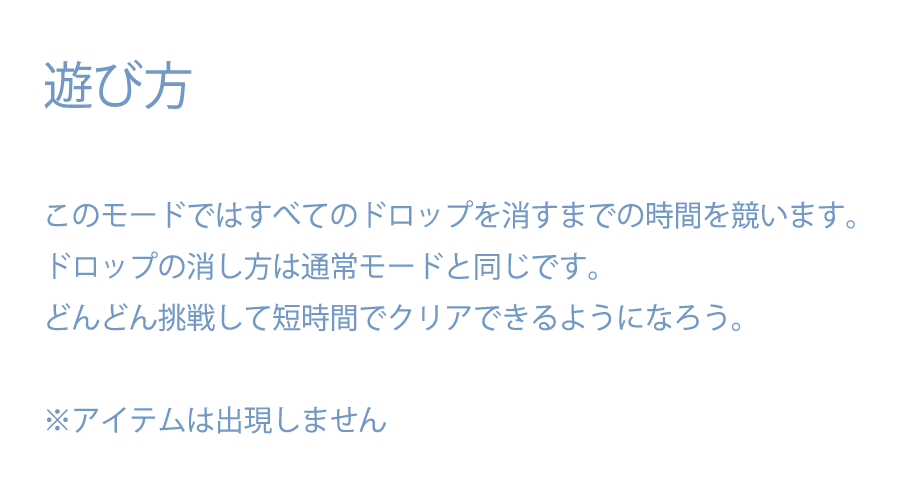 遊び方
このモードではすべてのドロップを消すまでの時間を競います。
ドロップの消し方は通常モードと同じです。
どんどん挑戦して短時間でクリアできるようになろう。
※アイテムは出現しません